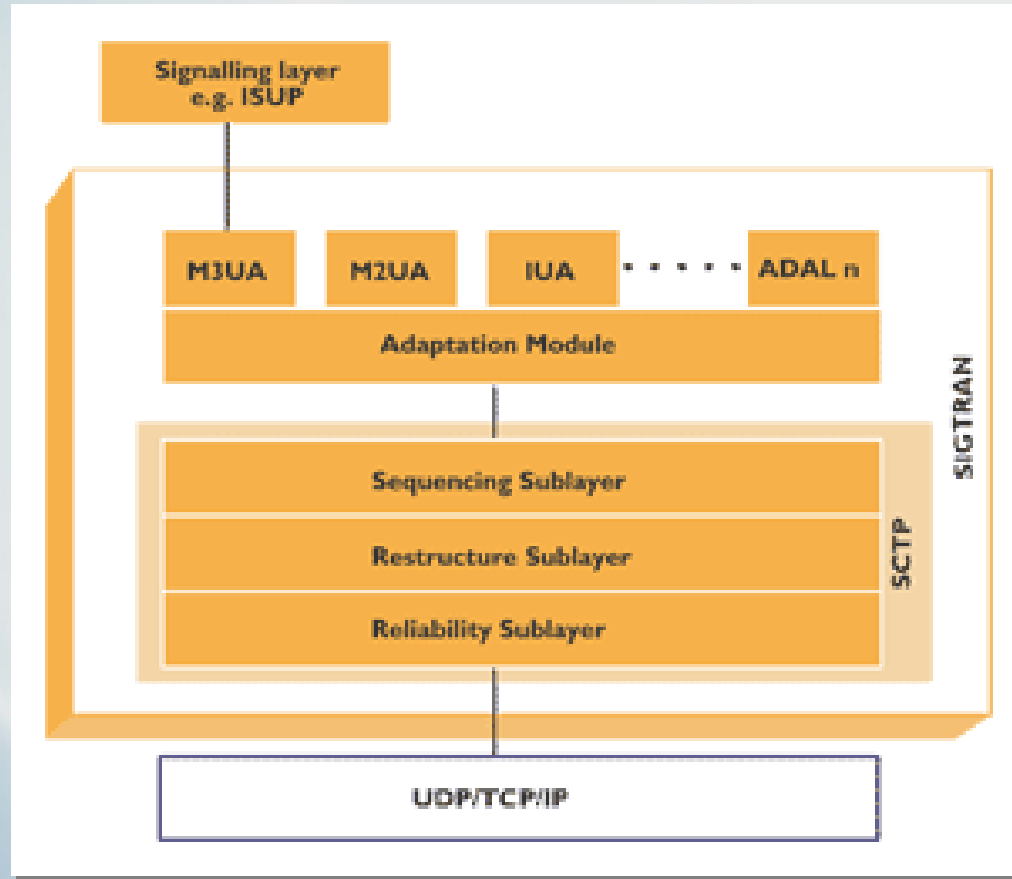 Signalling layer
e.g. ISUP
M3UA
M2UA
IUA
ADAL n
Adaptation Module
Sequencing Sublayer
Restructure Sublayer
Reliability Sublayer
SCTP
SIGTRAN
UDP/TCP/IP